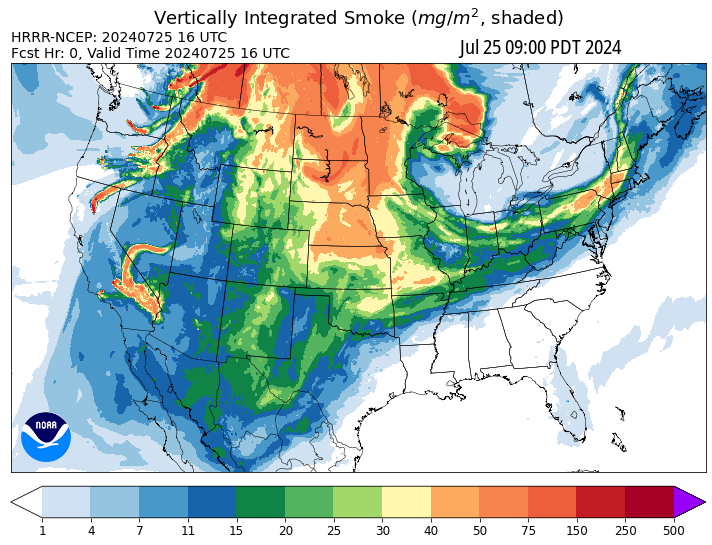 Vertically Integrated Smoke (mg/m², shaded)
HRRR-NCEP: 20240725 16 UTC
Fcst Hr: 0, Valid Time 20240725 16 UTC
Jul 25 09:00 PDT 2024
NOAA
1 4 7 11 15 20 25 30 40 50 75 150 250 500